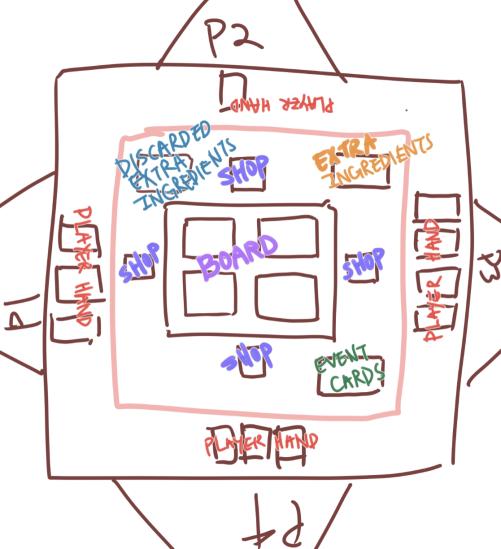 P2
PLAYER HAND
DISCARDED
EXTRA
INGREDIENTS
SHOP
EXTRA
INGREDIENTS
PLAYER HAND
P1
SHOP
BOARD
SHOP
PLAYER HAND
P3
SHOP
EVENT
CARDS
PLAYER HAND
P4